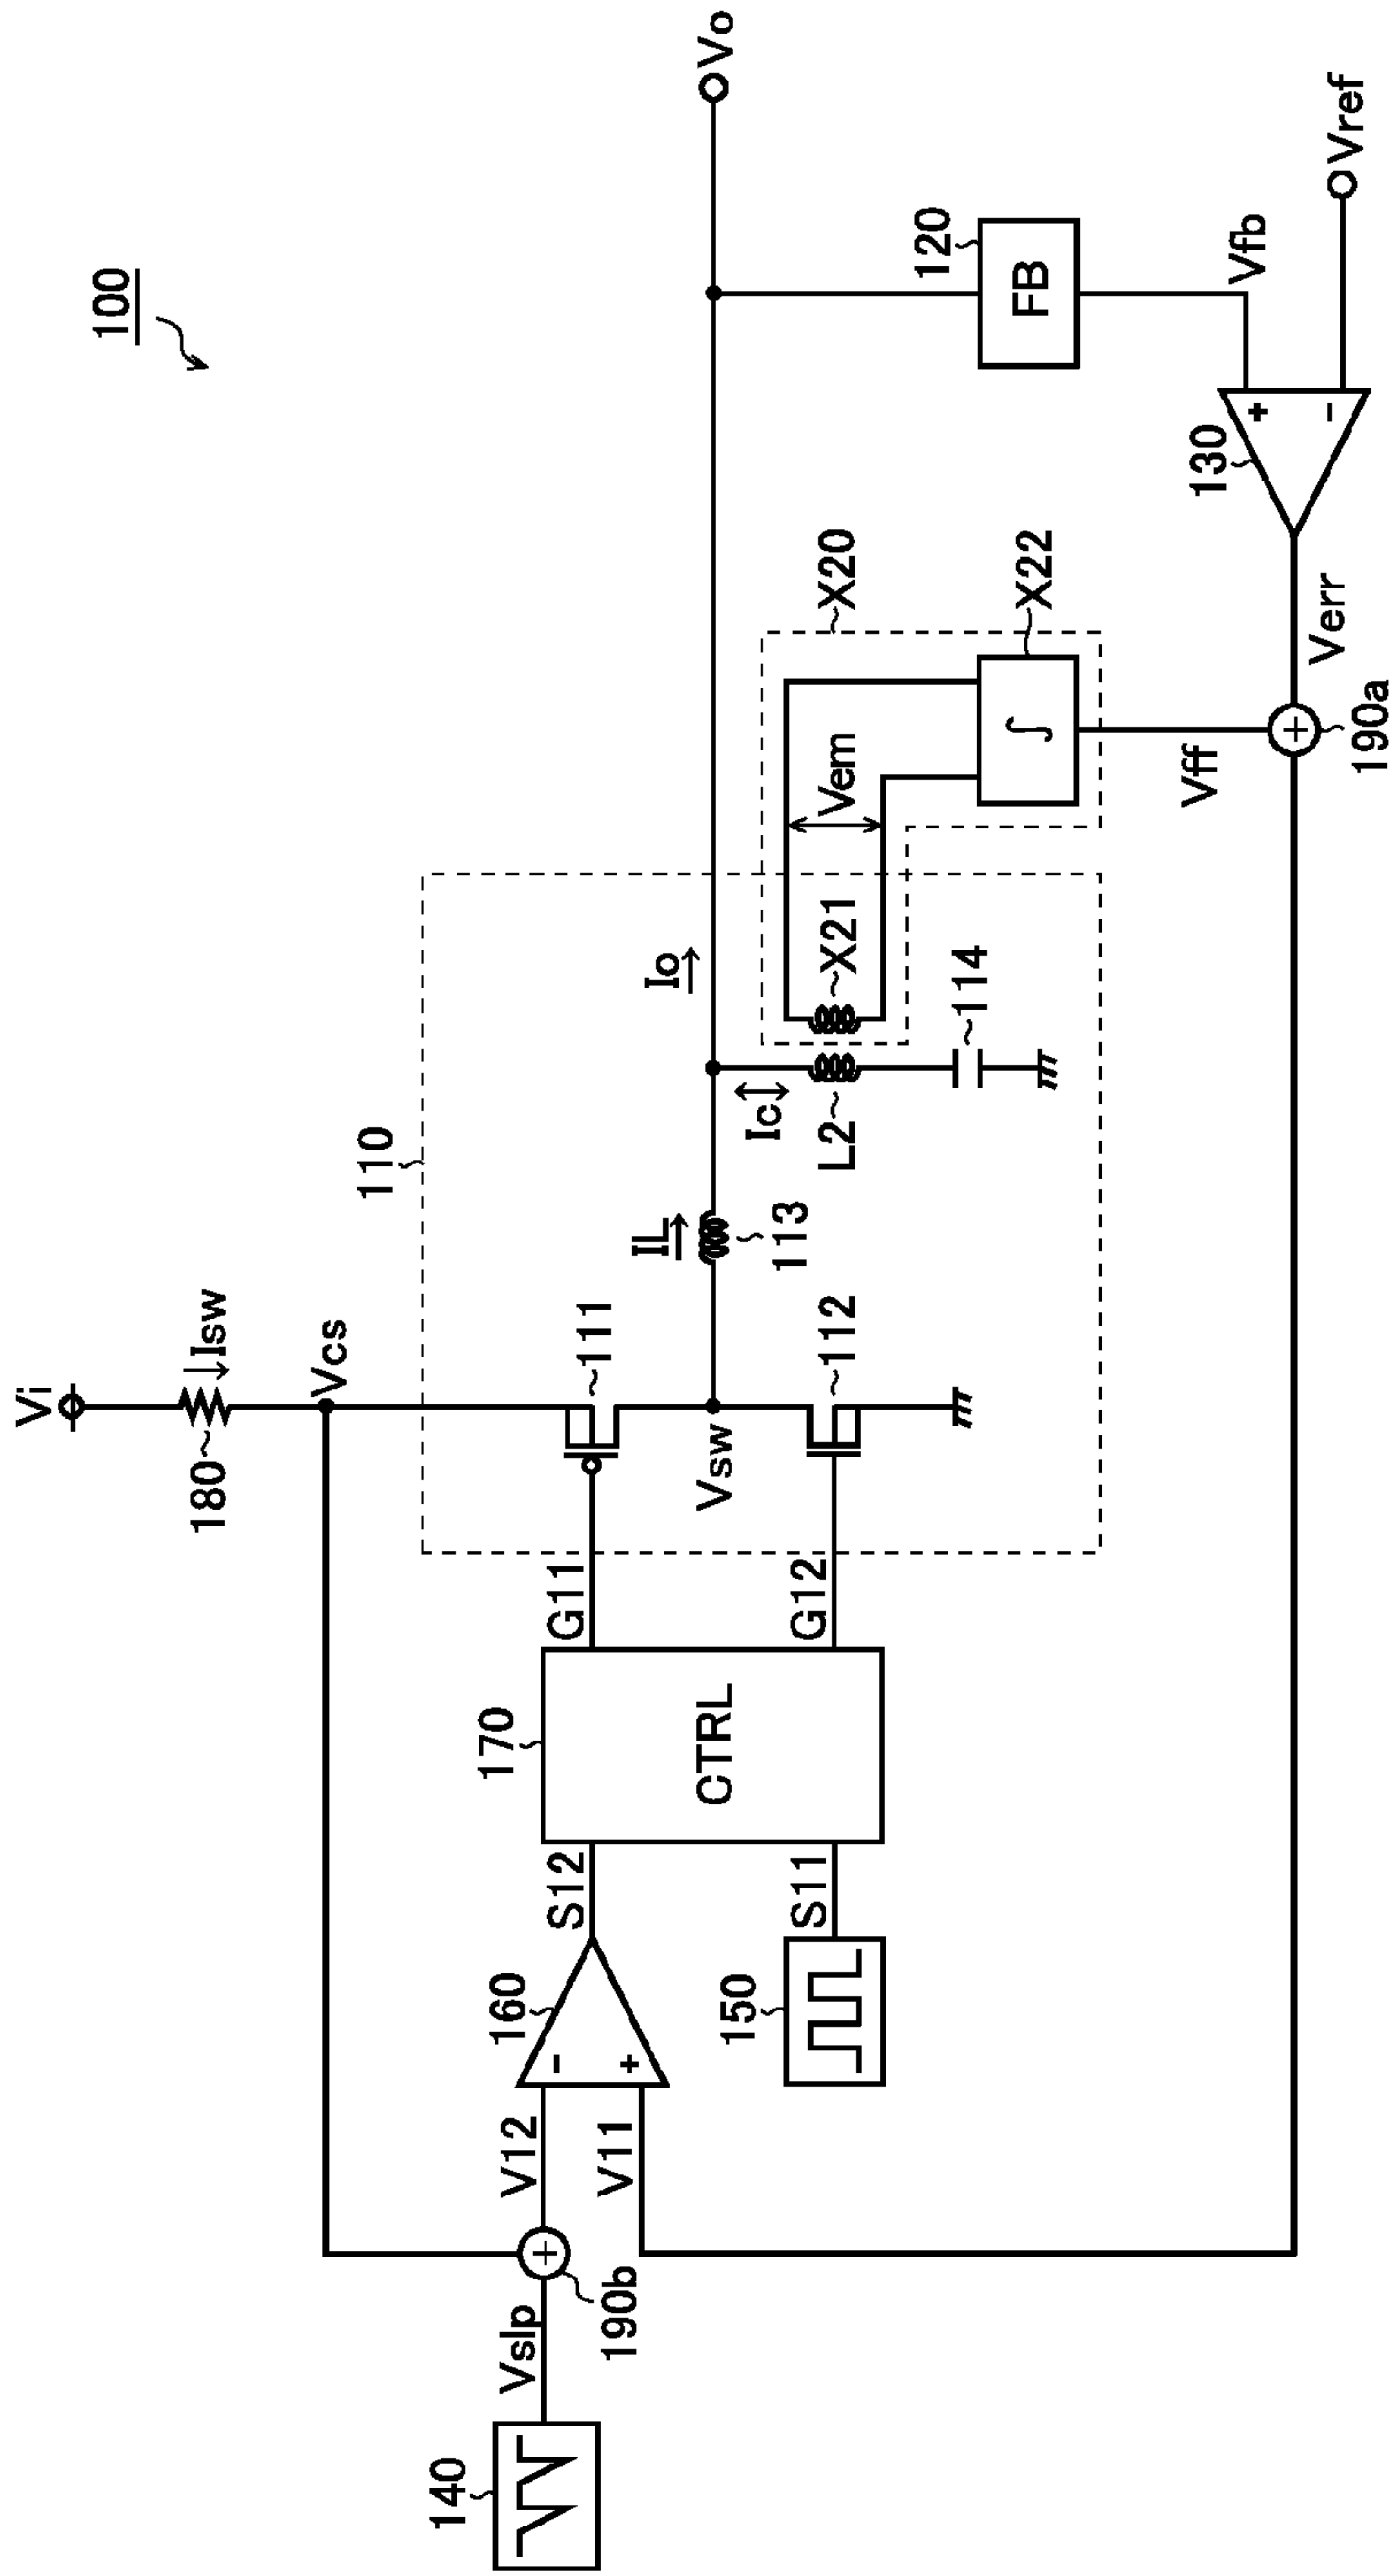 100
Vi
Isw
180
Vcs
110
IL
Io
Vo
111
113
Ic
X20
170
G11
Vsw
L2
X21
Vem
160
S12
CTRL
112
114
120
V12
-
+
V11
S11
G12
X22
FB
140
Vslp
190b
+
150
∫
130
Vfb
+
-
Vff
Verr
190a
+
Vref